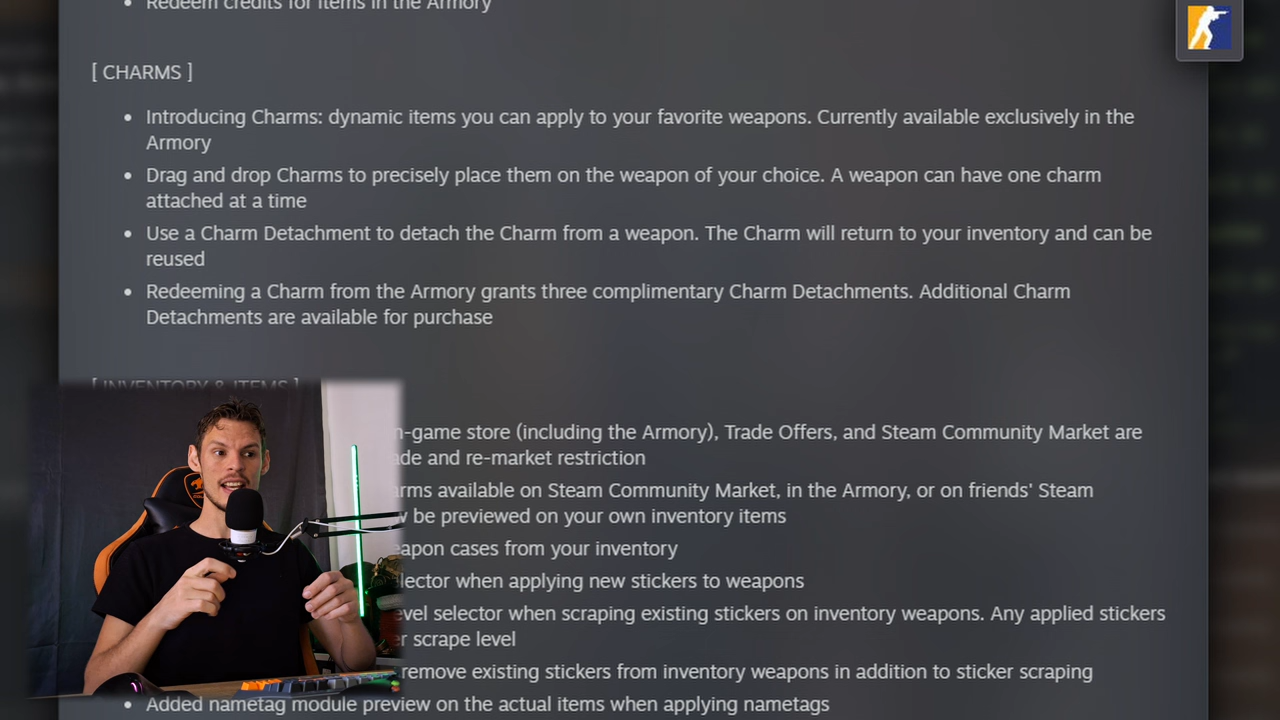 Redeem credits for items in the Armory
[ CHARMS ]
Introducing Charms: dynamic items you can apply to your favorite weapons. Currently available exclusively in the
Armory
Drag and drop Charms to precisely place them on the weapon of your choice. A weapon can have one charm
attached at a time
Use a Charm Detachment to detach the Charm from a weapon. The Charm will return to your inventory and can be
reused
Redeeming a Charm from the Armory grants three complimentary Charm Detachments. Additional Charm
Detachments are available for purchase
[ INVENTORY & ITEMS ]
n-game store (including the Armory), Trade Offers, and Steam Community Market are
ade and re-market restriction
arms available on Steam Community Market, in the Armory, or on friends' Steam
w be previewed on your own inventory items
eapon cases from your inventory
lector when applying new stickers to weapons
evel selector when scraping existing stickers on inventory weapons. Any applied stickers
er scrape level
remove existing stickers from inventory weapons in addition to sticker scraping
Added nametag module preview on the actual items when applying nametags